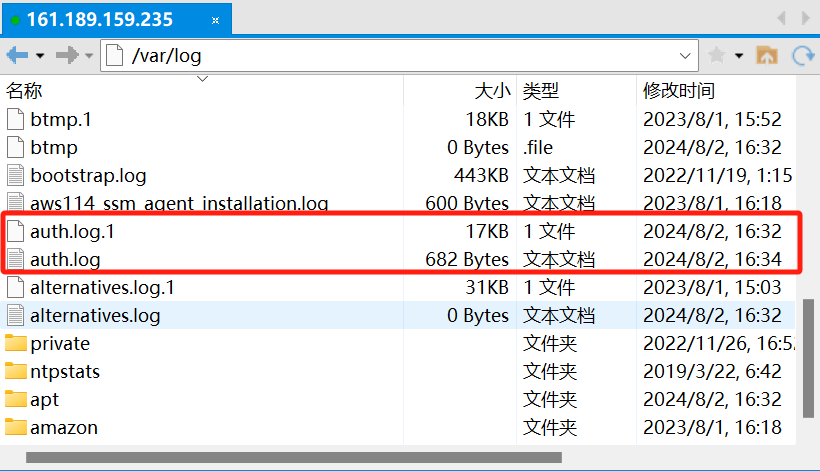 161.189.159.235
/var/log
名称 大小 类型 修改时间
btmp.1 18KB 1 文件 2023/8/1, 15:52
btmp 0 Bytes .file 2024/8/2, 16:32
bootstrap.log 443KB 文本文档 2022/11/19, 1:15
aws114_ssm_agent_installation.log 600 Bytes 文本文档 2023/8/1, 16:18
auth.log.1 17KB 1 文件 2024/8/2, 16:32
auth.log 682 Bytes 文本文档 2024/8/2, 16:34
alternatives.log.1 31KB 1 文件 2023/8/1, 15:03
alternatives.log 0 Bytes 文本文档 2024/8/2, 16:32
private 文件夹 2022/11/26, 16:5
ntpstats 文件夹 2019/3/22, 6:42
apt 文件夹 2024/8/2, 16:32
amazon 文件夹 2023/8/1, 16:18